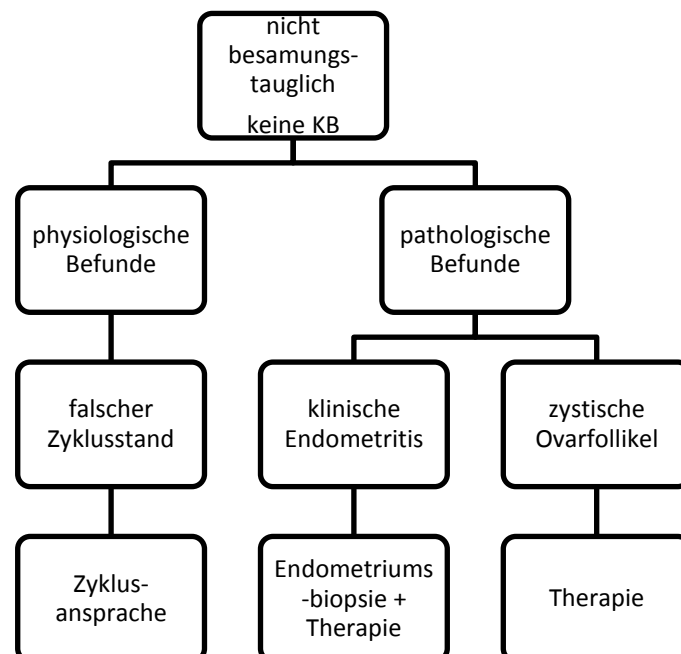 nicht
besamungs-
tauglich
keine KB
physiologische
Befunde
pathologische
Befunde
falscher
Zyklusstand
klinische
Endometritis
zystische
Ovarfollikel
Zyklus-
ansprache
Endometriums
-biopsie +
Therapie
Therapie